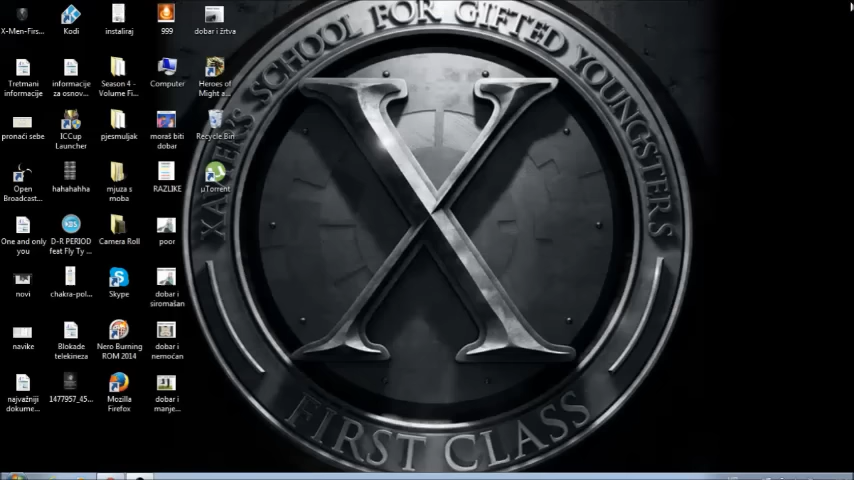 X-Men-Firs...
Kodi
instaliraj
999
dobar i žrtva
Tretmani
informacije
informacije
za osnov...
Season 4 -
Volume Fi...
Computer
Heroes of
Might a...
pronaći sebe
ICCup
Launcher
pjesmuljak
moraš biti
dobar
Recycle Bin
Open
Broadcast...
hahahahha
mjuza s
moba
RAZLIKE
µTorrent
One and only
you
D-R PERIOD
feat Fly Ty ...
Camera Roll
poor
novi
chakra-pol...
Skype
dobar i
siromašan
navike
Blokade
telekineza
Nero Burning
ROM 2014
dobar i
nemoćan
najvažniji
dokume...
1477957_45...
Mozilla
Firefox
dobar i
manje...
XAVIER'S SCHOOL FOR GIFTED YOUNGSTERS
X
FIRST CLASS